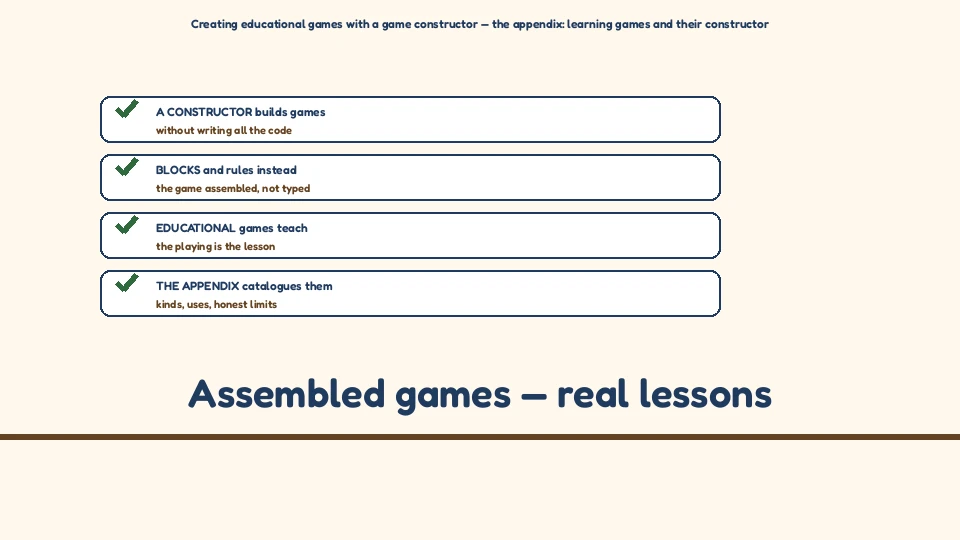 Creating educational games with a game constructor — the appendix: learning games and their constructor
A CONSTRUCTOR builds games
without writing all the code
BLOCKS and rules instead
the game assembled, not typed
EDUCATIONAL games teach
the playing is the lesson
THE APPENDIX catalogues them
kinds, uses, honest limits
Assembled games — real lessons